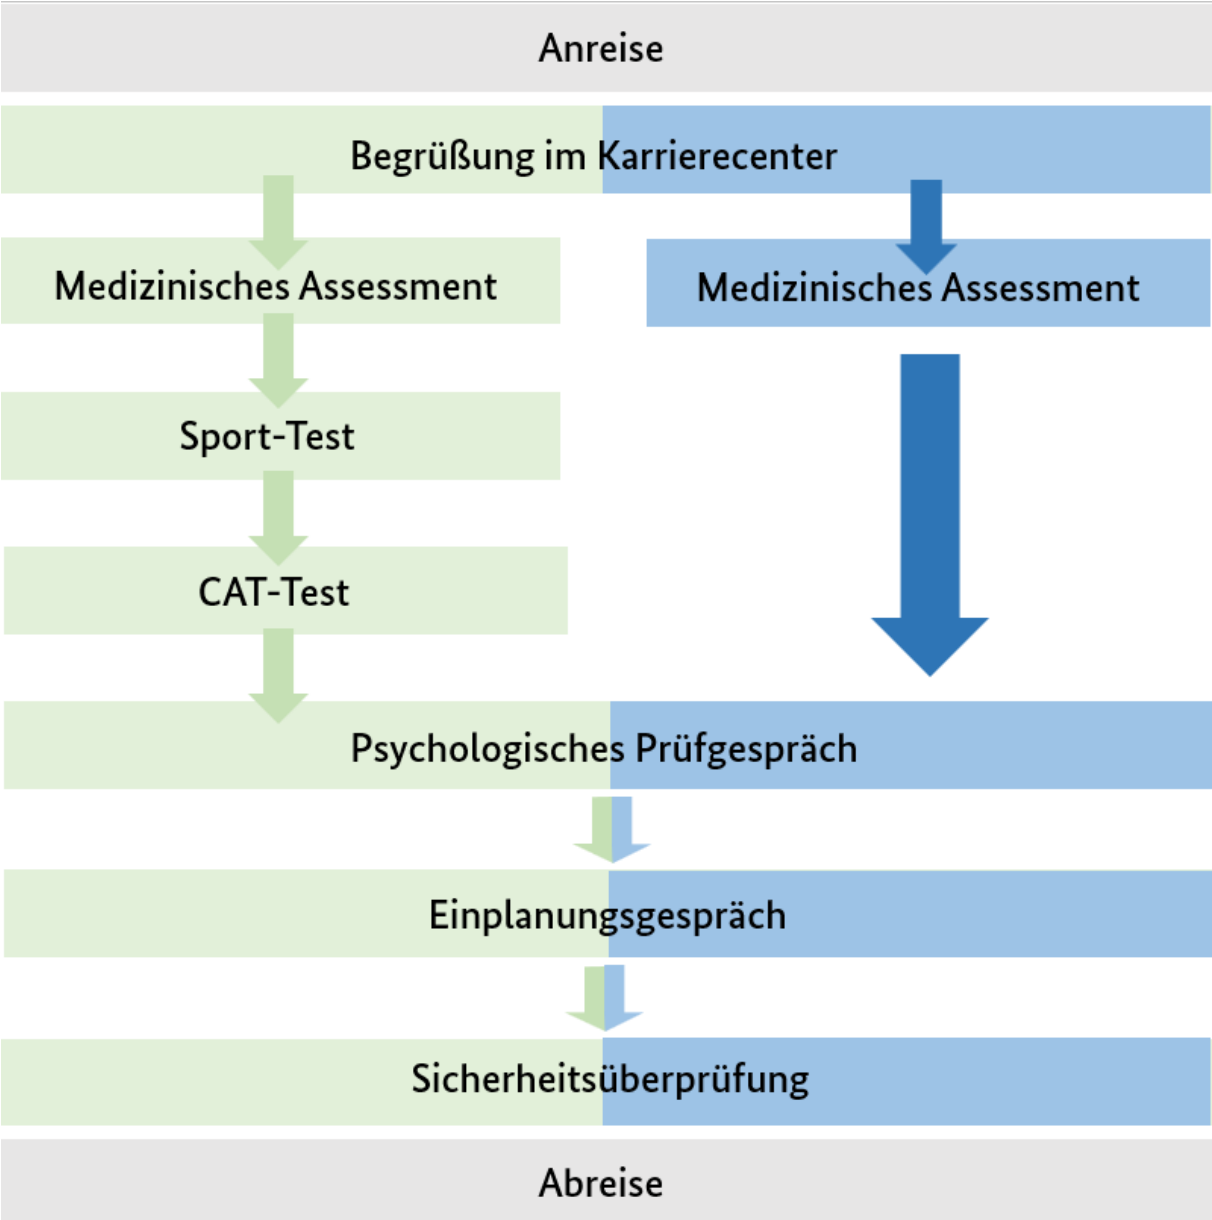 Anreise
Begrüßung im Karrierecenter
Medizinisches Assessment
Medizinisches Assessment
Sport-Test
CAT-Test
Psychologisches Prüfgespräch
Einplanungsgespräch
Sicherheitsüberprüfung
Abreise